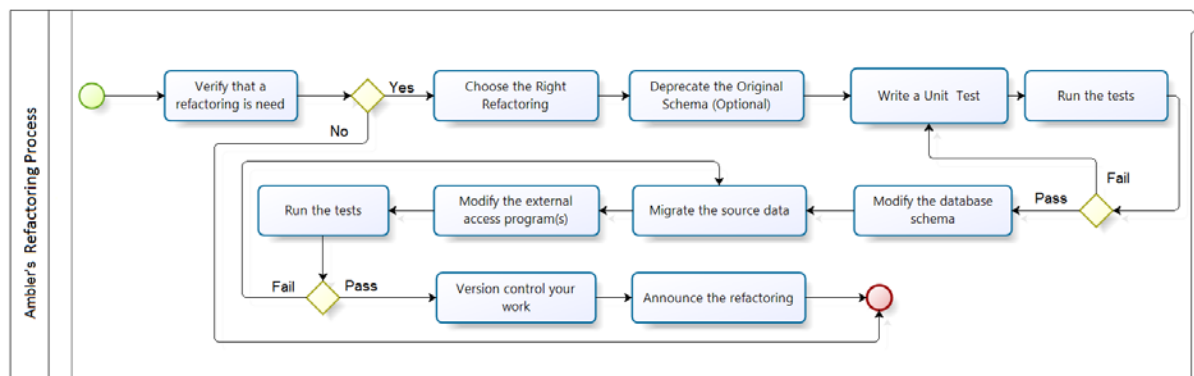 Ambler's Refactoring Process
Verify that a
refactoring is need
Yes
No
Choose the Right
Refactoring
Deprecate the Original
Schema (Optional)
Write a Unit Test
Run the tests
Fail
Pass
Modify the database
schema
Migrate the source data
Modify the external
access program(s)
Run the tests
Fail
Pass
Version control your
work
Announce the refactoring